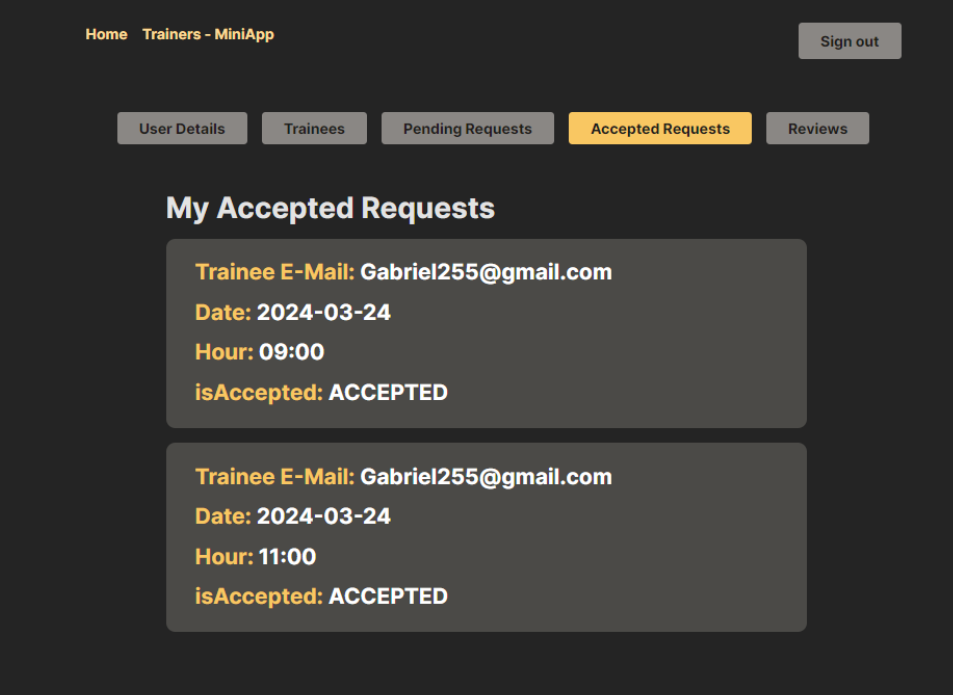 Home Trainers - MiniApp
Sign out
User Details Trainees Pending Requests Accepted Requests Reviews
My Accepted Requests
Trainee E-Mail: Gabriel255@gmail.com
Date: 2024-03-24
Hour: 09:00
isAccepted: ACCEPTED
Trainee E-Mail: Gabriel255@gmail.com
Date: 2024-03-24
Hour: 11:00
isAccepted: ACCEPTED